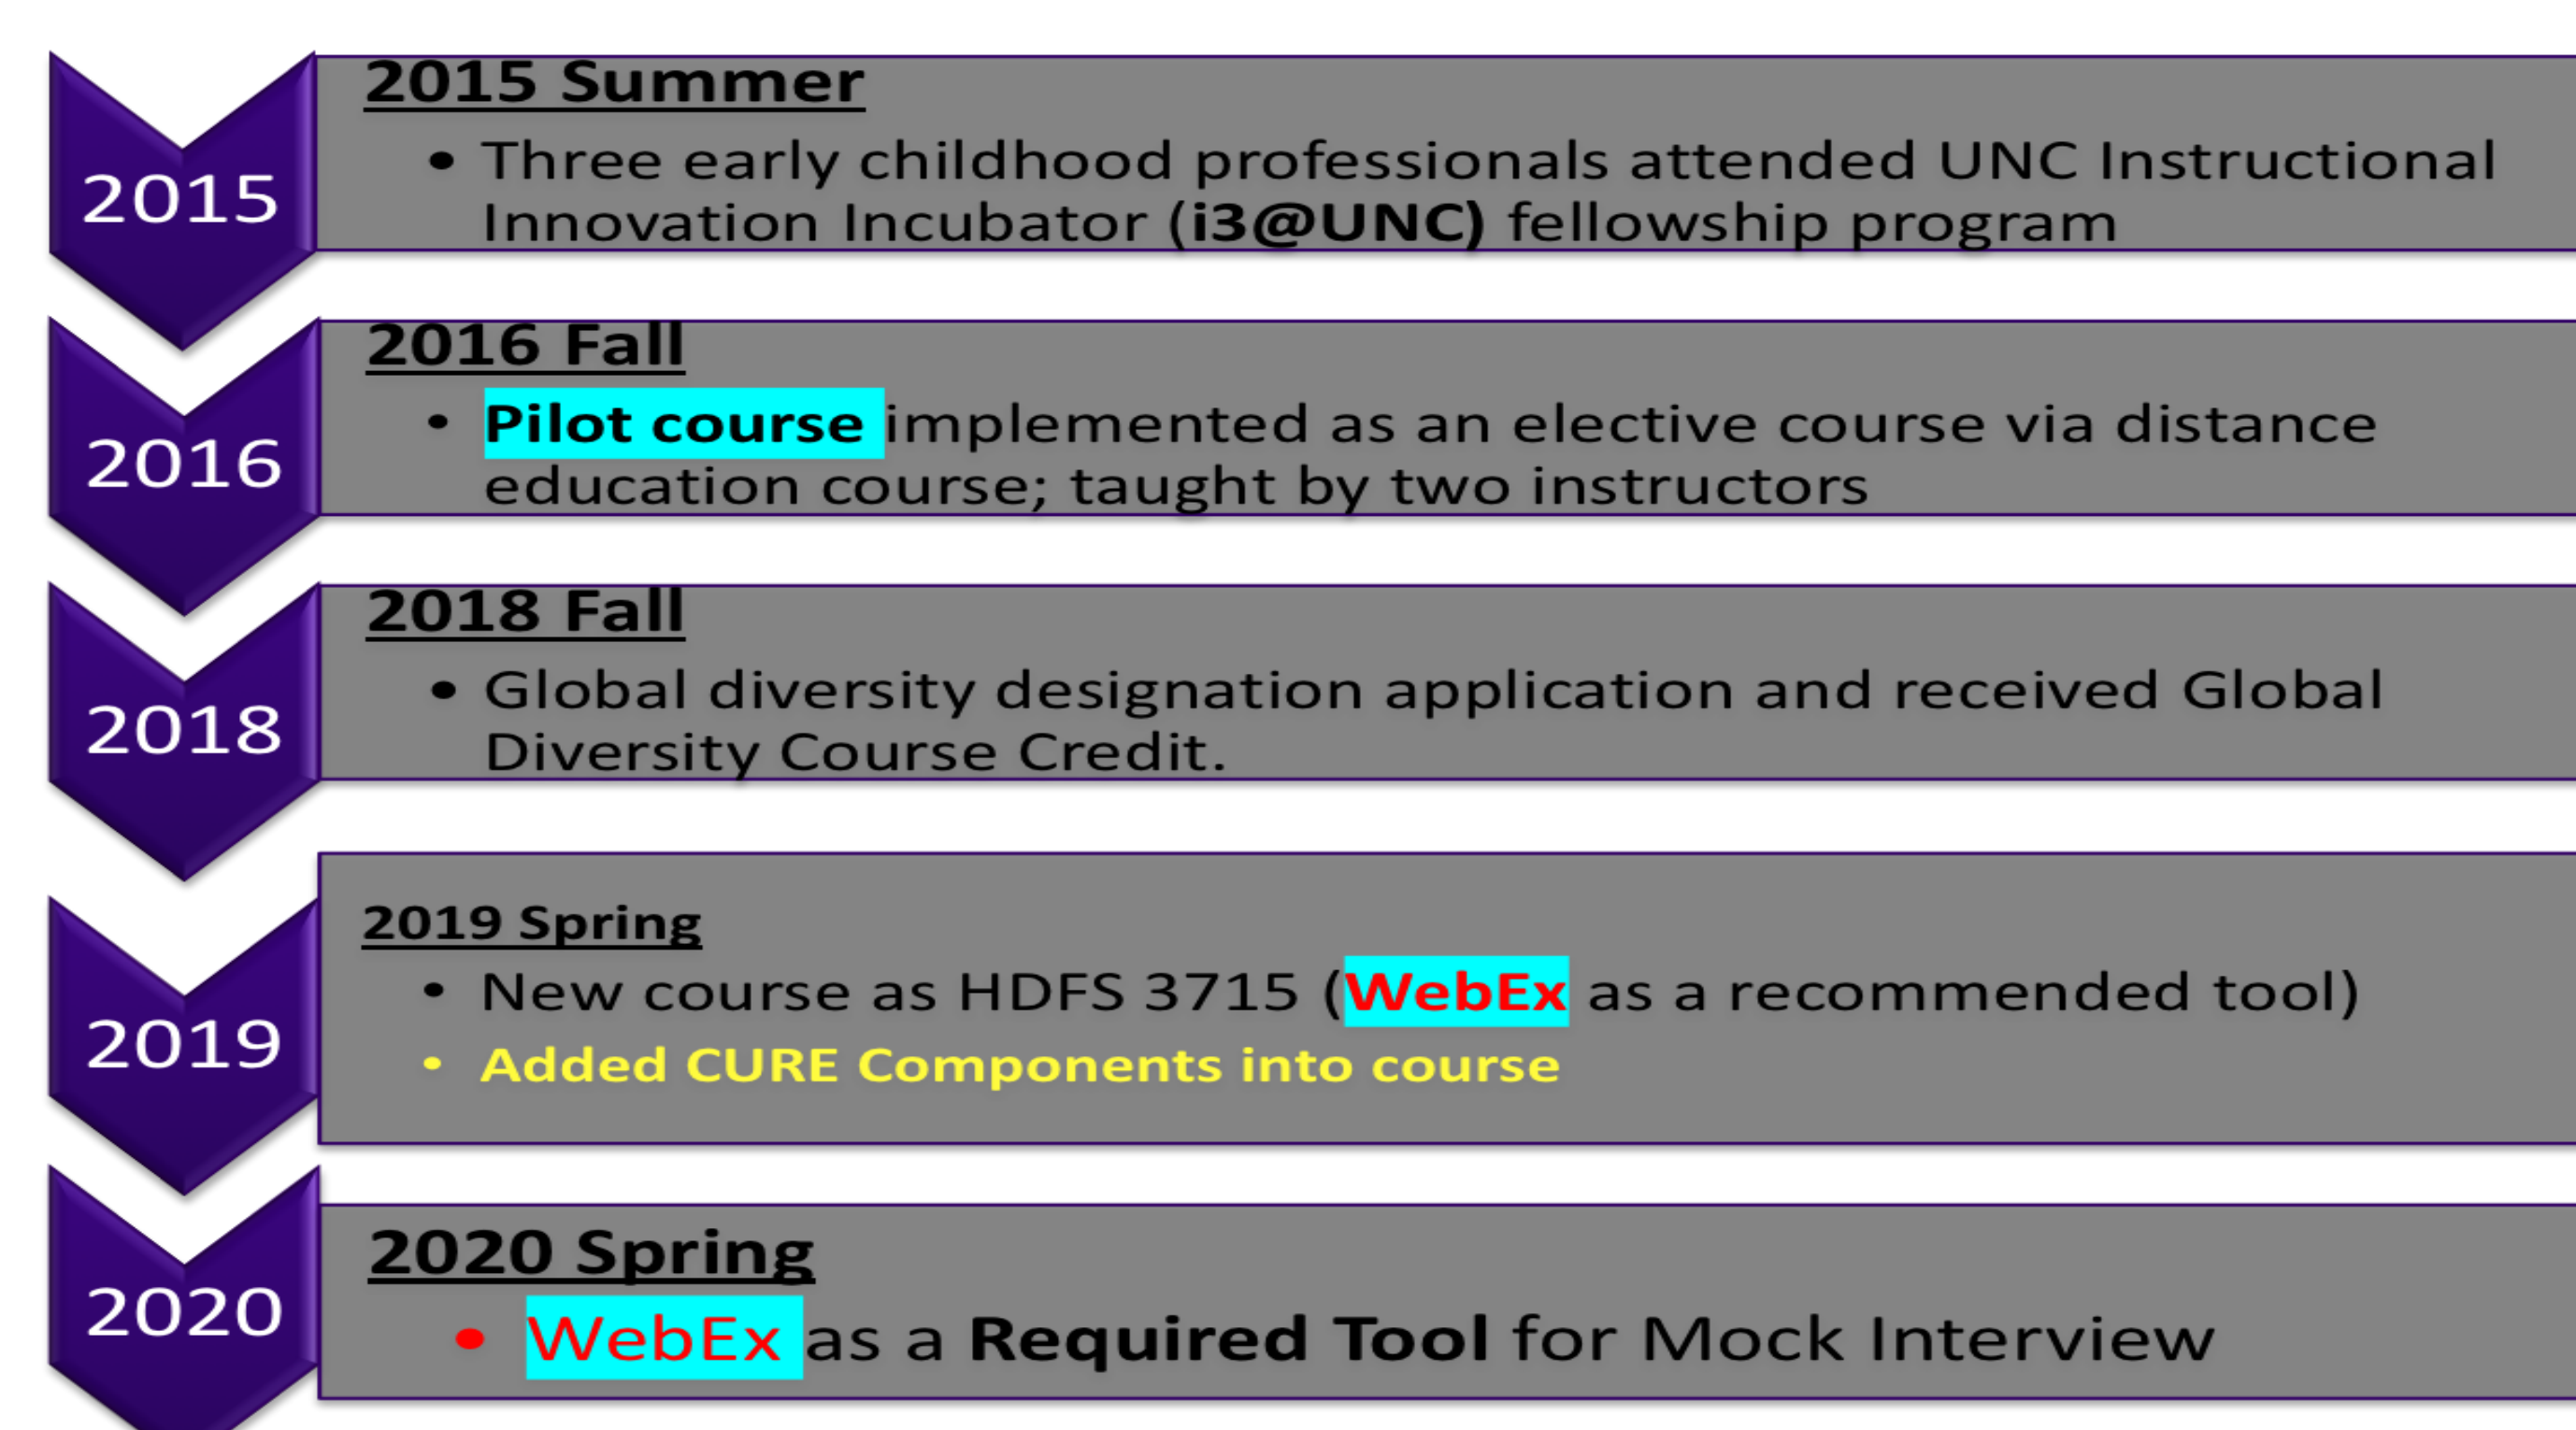 2015
2015 Summer
• Three early childhood professionals attended UNC Instructional
Innovation Incubator (i3@UNC) fellowship program
2016
2016 Fall
• Pilot course implemented as an elective course via distance
education course; taught by two instructors
2018
2018 Fall
• Global diversity designation application and received Global
Diversity Course Credit.
2019
2019 Spring
• New course as HDFS 3715 (WebEx as a recommended tool)
• Added CURE Components into course
2020
2020 Spring
• WebEx as a Required Tool for Mock Interview